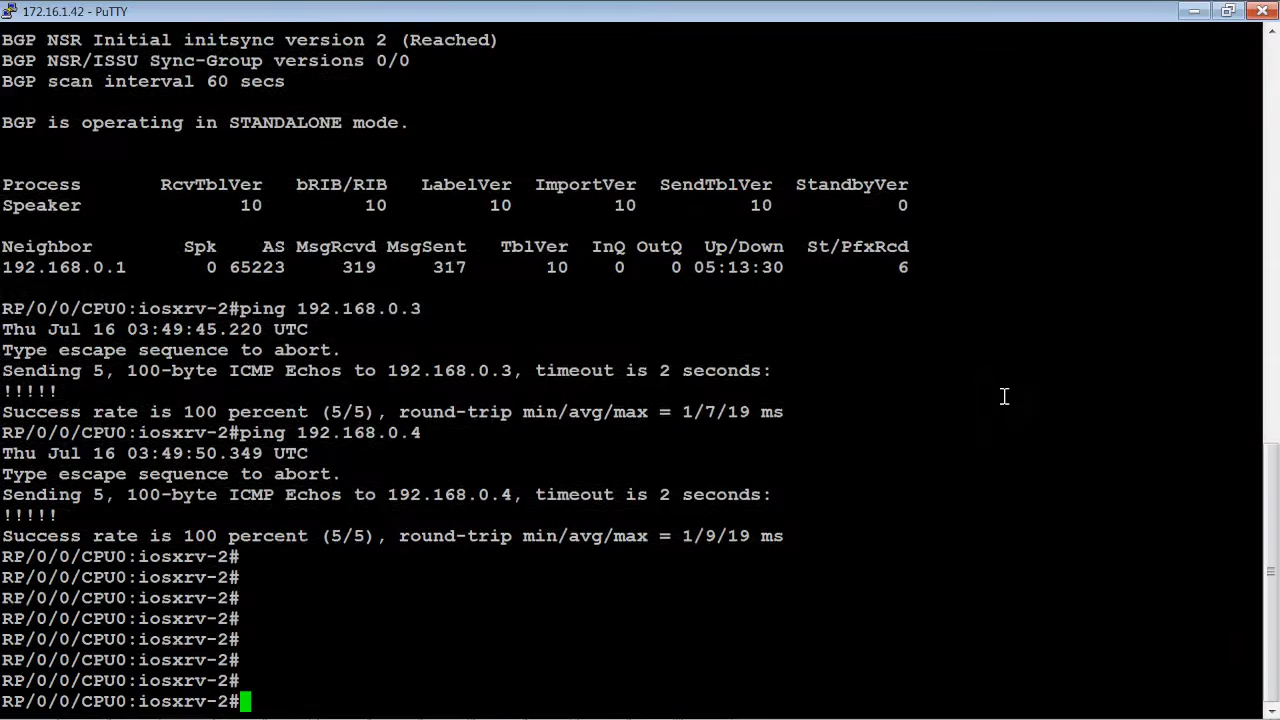 172.16.1.42 - PuTTY
BGP NSR Initial initsync version 2 (Reached)
BGP NSR/ISSU Sync-Group versions 0/0
BGP scan interval 60 secs
BGP is operating in STANDALONE mode.
Process RcvTblVer bRIB/RIB LabelVer ImportVer SendTblVer StandbyVer
Speaker 10 10 10 10 10 0
Neighbor Spk AS MsgRcvd MsgSent TblVer InQ OutQ Up/Down St/PfxRcd
192.168.0.1 0 65223 319 317 10 0 0 05:13:30 6
RP/0/0/CPU0:iosxrv-2#ping 192.168.0.3
Thu Jul 16 03:49:45.220 UTC
Type escape sequence to abort.
Sending 5, 100-byte ICMP Echos to 192.168.0.3, timeout is 2 seconds:
!!!!!
Success rate is 100 percent (5/5), round-trip min/avg/max = 1/7/19 ms
RP/0/0/CPU0:iosxrv-2#ping 192.168.0.4
Thu Jul 16 03:49:50.349 UTC
Type escape sequence to abort.
Sending 5, 100-byte ICMP Echos to 192.168.0.4, timeout is 2 seconds:
!!!!!
Success rate is 100 percent (5/5), round-trip min/avg/max = 1/9/19 ms
RP/0/0/CPU0:iosxrv-2#
RP/0/0/CPU0:iosxrv-2#
RP/0/0/CPU0:iosxrv-2#
RP/0/0/CPU0:iosxrv-2#
RP/0/0/CPU0:iosxrv-2#
RP/0/0/CPU0:iosxrv-2#
RP/0/0/CPU0:iosxrv-2#
RP/0/0/CPU0:iosxrv-2#